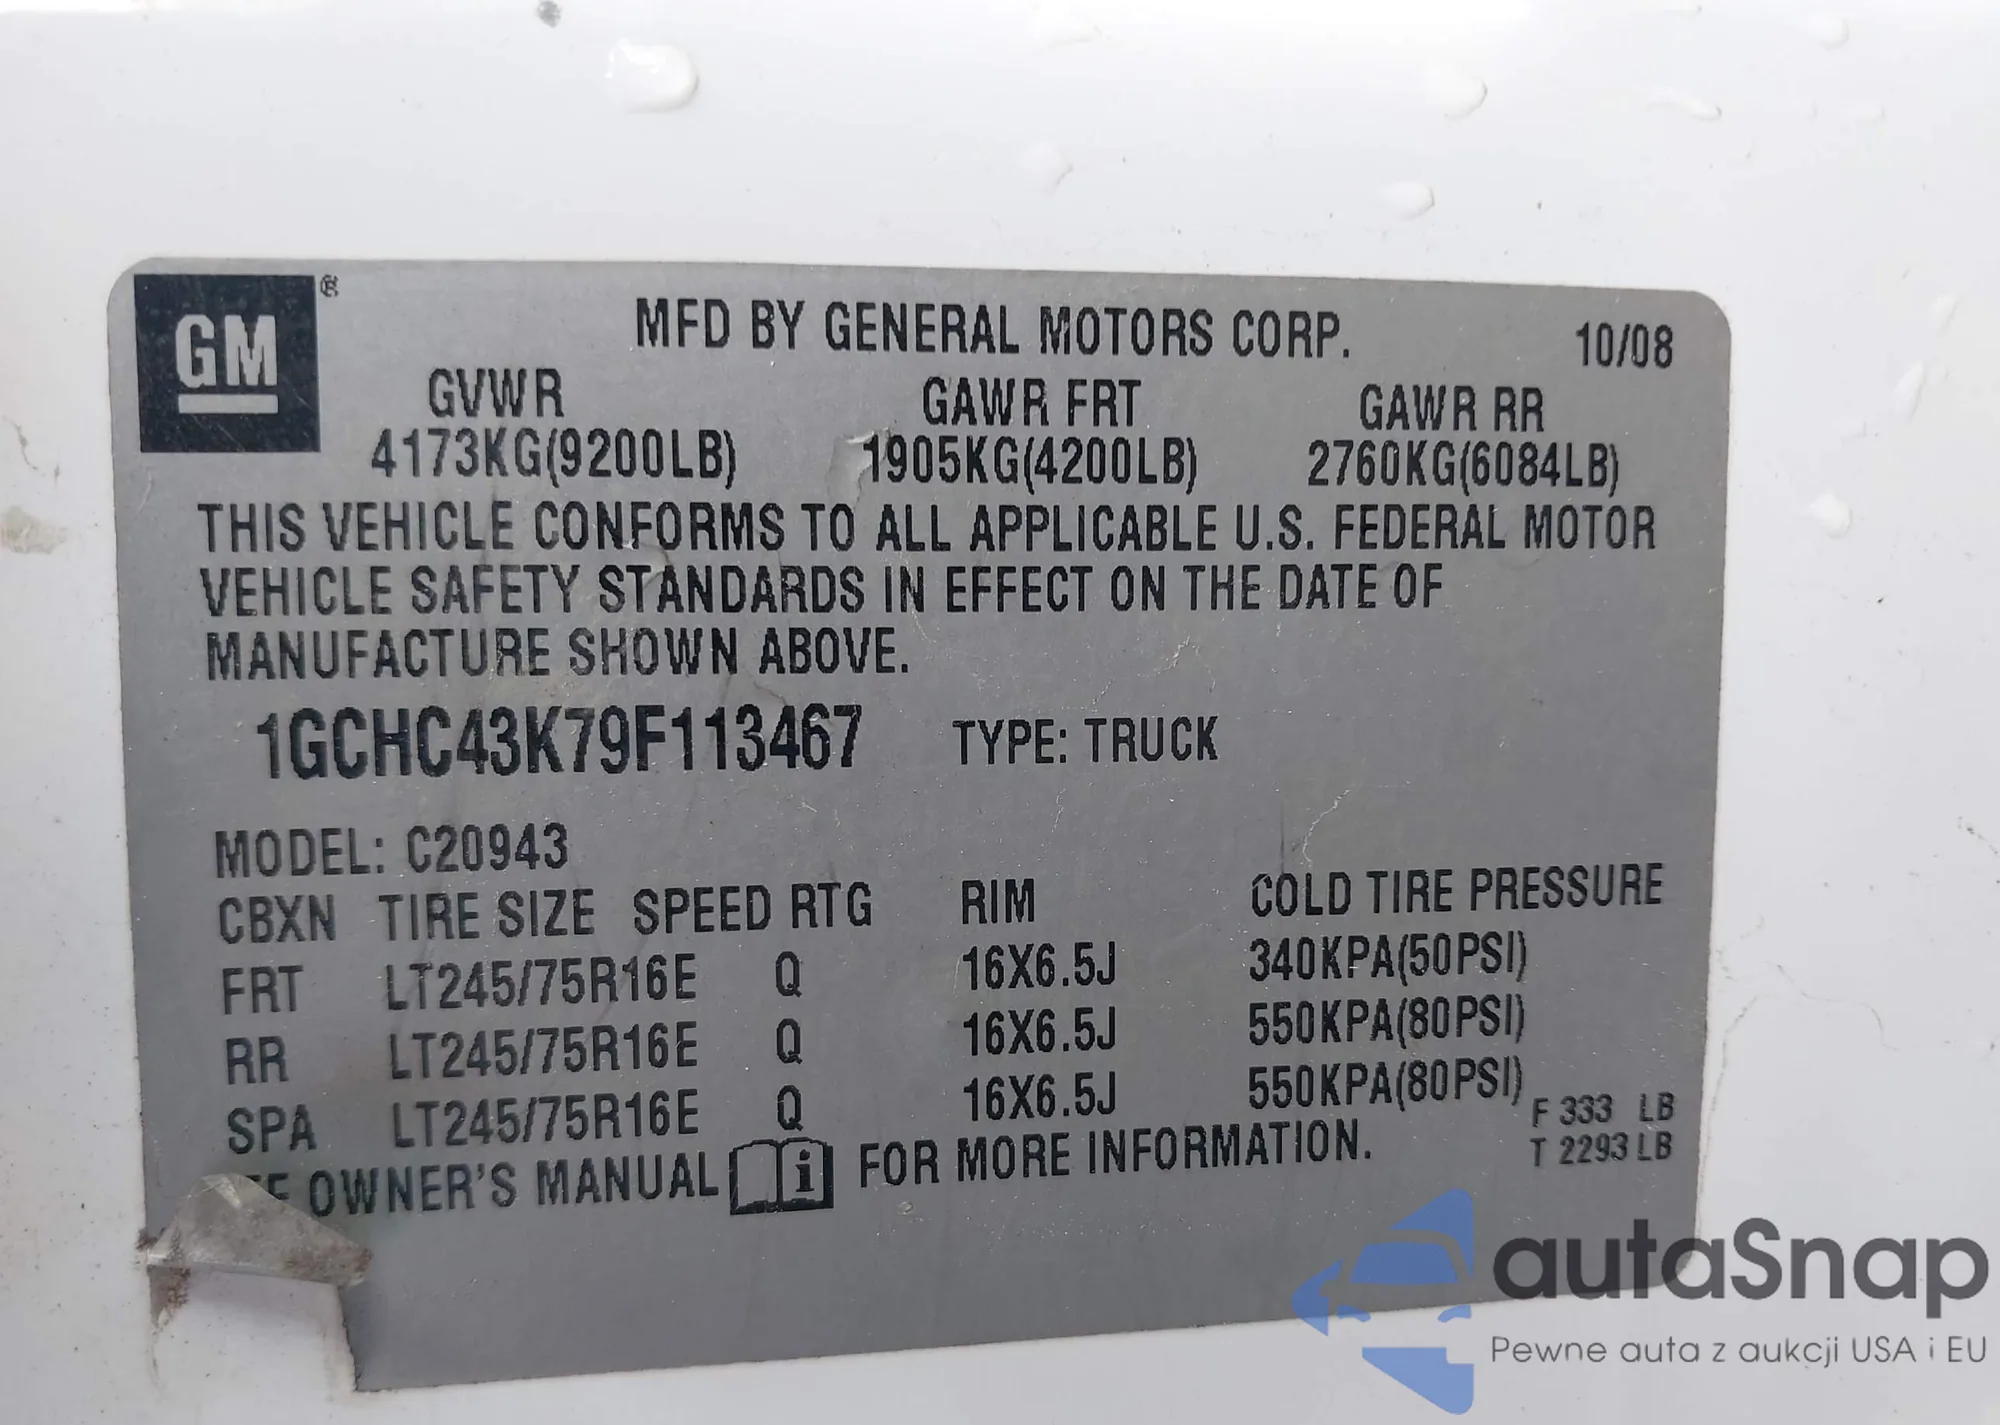 GM ®
MFD BY GENERAL MOTORS CORP. 10/08
GVWR GAWR FRT GAWR RR
4173KG(9200LB) 1905KG(4200LB) 2760KG(6084LB)
THIS VEHICLE CONFORMS TO ALL APPLICABLE U.S. FEDERAL MOTOR
VEHICLE SAFETY STANDARDS IN EFFECT ON THE DATE OF
MANUFACTURE SHOWN ABOVE.
1GCHC43K79F113467 TYPE: TRUCK
MODEL: C20943
CBXN TIRE SIZE SPEED RTG RIM COLD TIRE PRESSURE
FRT LT245/75R16E Q 16X6.5J 340KPA(50PSI)
RR LT245/75R16E Q 16X6.5J 550KPA(80PSI)
SPA LT245/75R16E Q 16X6.5J 550KPA(80PSI)
F 333 LB
T 2293 LB
OWNER'S MANUAL i FOR MORE INFORMATION.
autaSnap
Pewne auta z aukcji USA i EU